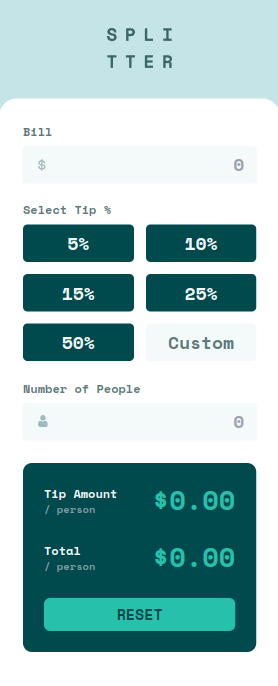 SPLI
TTER
Bill
$ 0
Select Tip %
5% 10%
15% 25%
50% Custom
Number of People
0
Tip Amount $0.00
/ person
Total $0.00
/ person
RESET